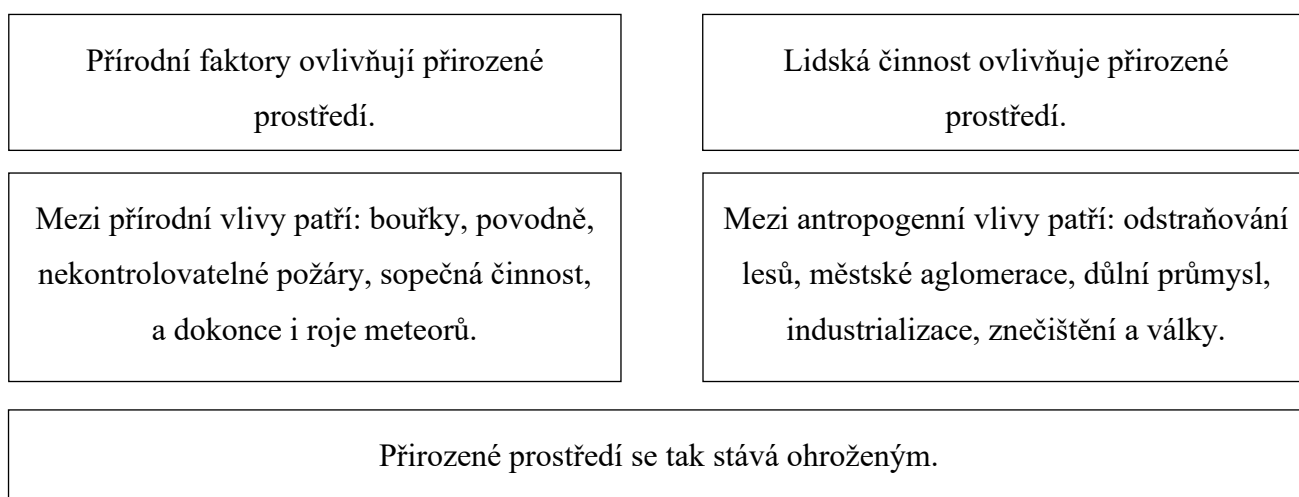 Přírodní faktory ovlivňují přirozené
prostředí.
Lidská činnost ovlivňuje přirozené
prostředí.
Mezi přírodní vlivy patří: bouřky, povodně,
nekontrolovatelné požáry, sopečná činnost,
a dokonce i roje meteorů.
Mezi antropogenní vlivy patří: odstraňování
lesů, městské aglomerace, důlní průmysl,
industrializace, znečištění a války.
Přirozené prostředí se tak stává ohroženým.